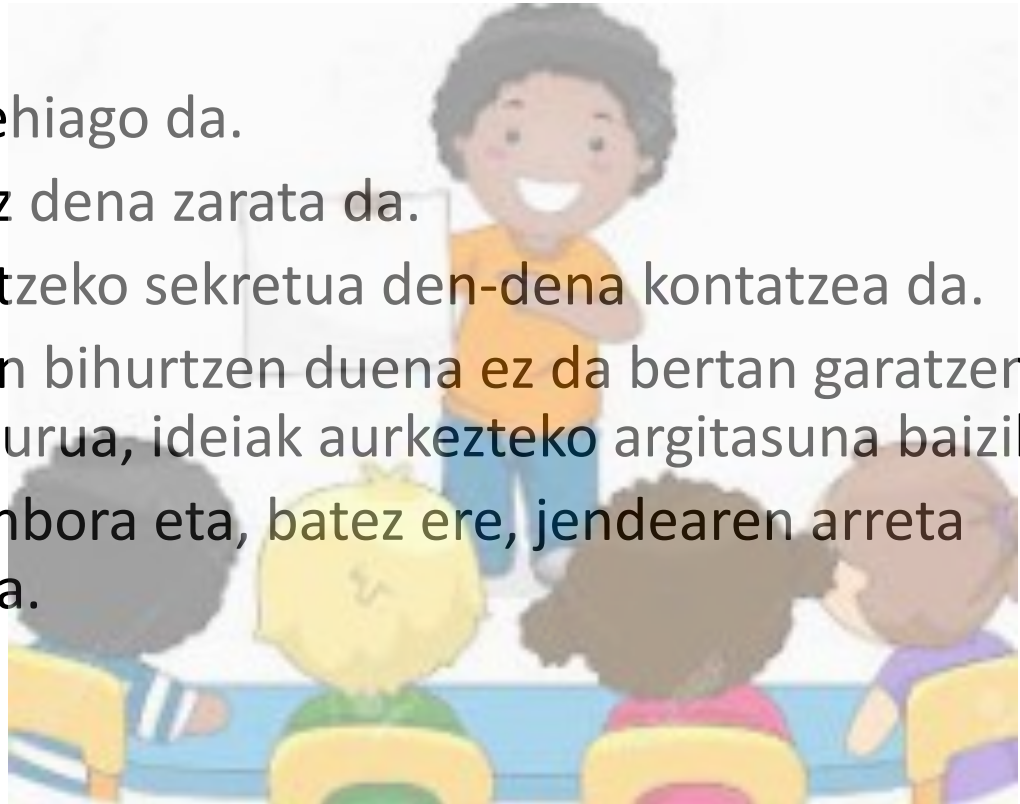 ehiago da.
z dena zarata da.
tzeko sekretua den-dena kontatzea da.
n bihurtzen duena ez da bertan garatzen
urua, ideiak aurkezteko argitasuna baizi
nbora eta, batez ere, jendearen arreta
a.